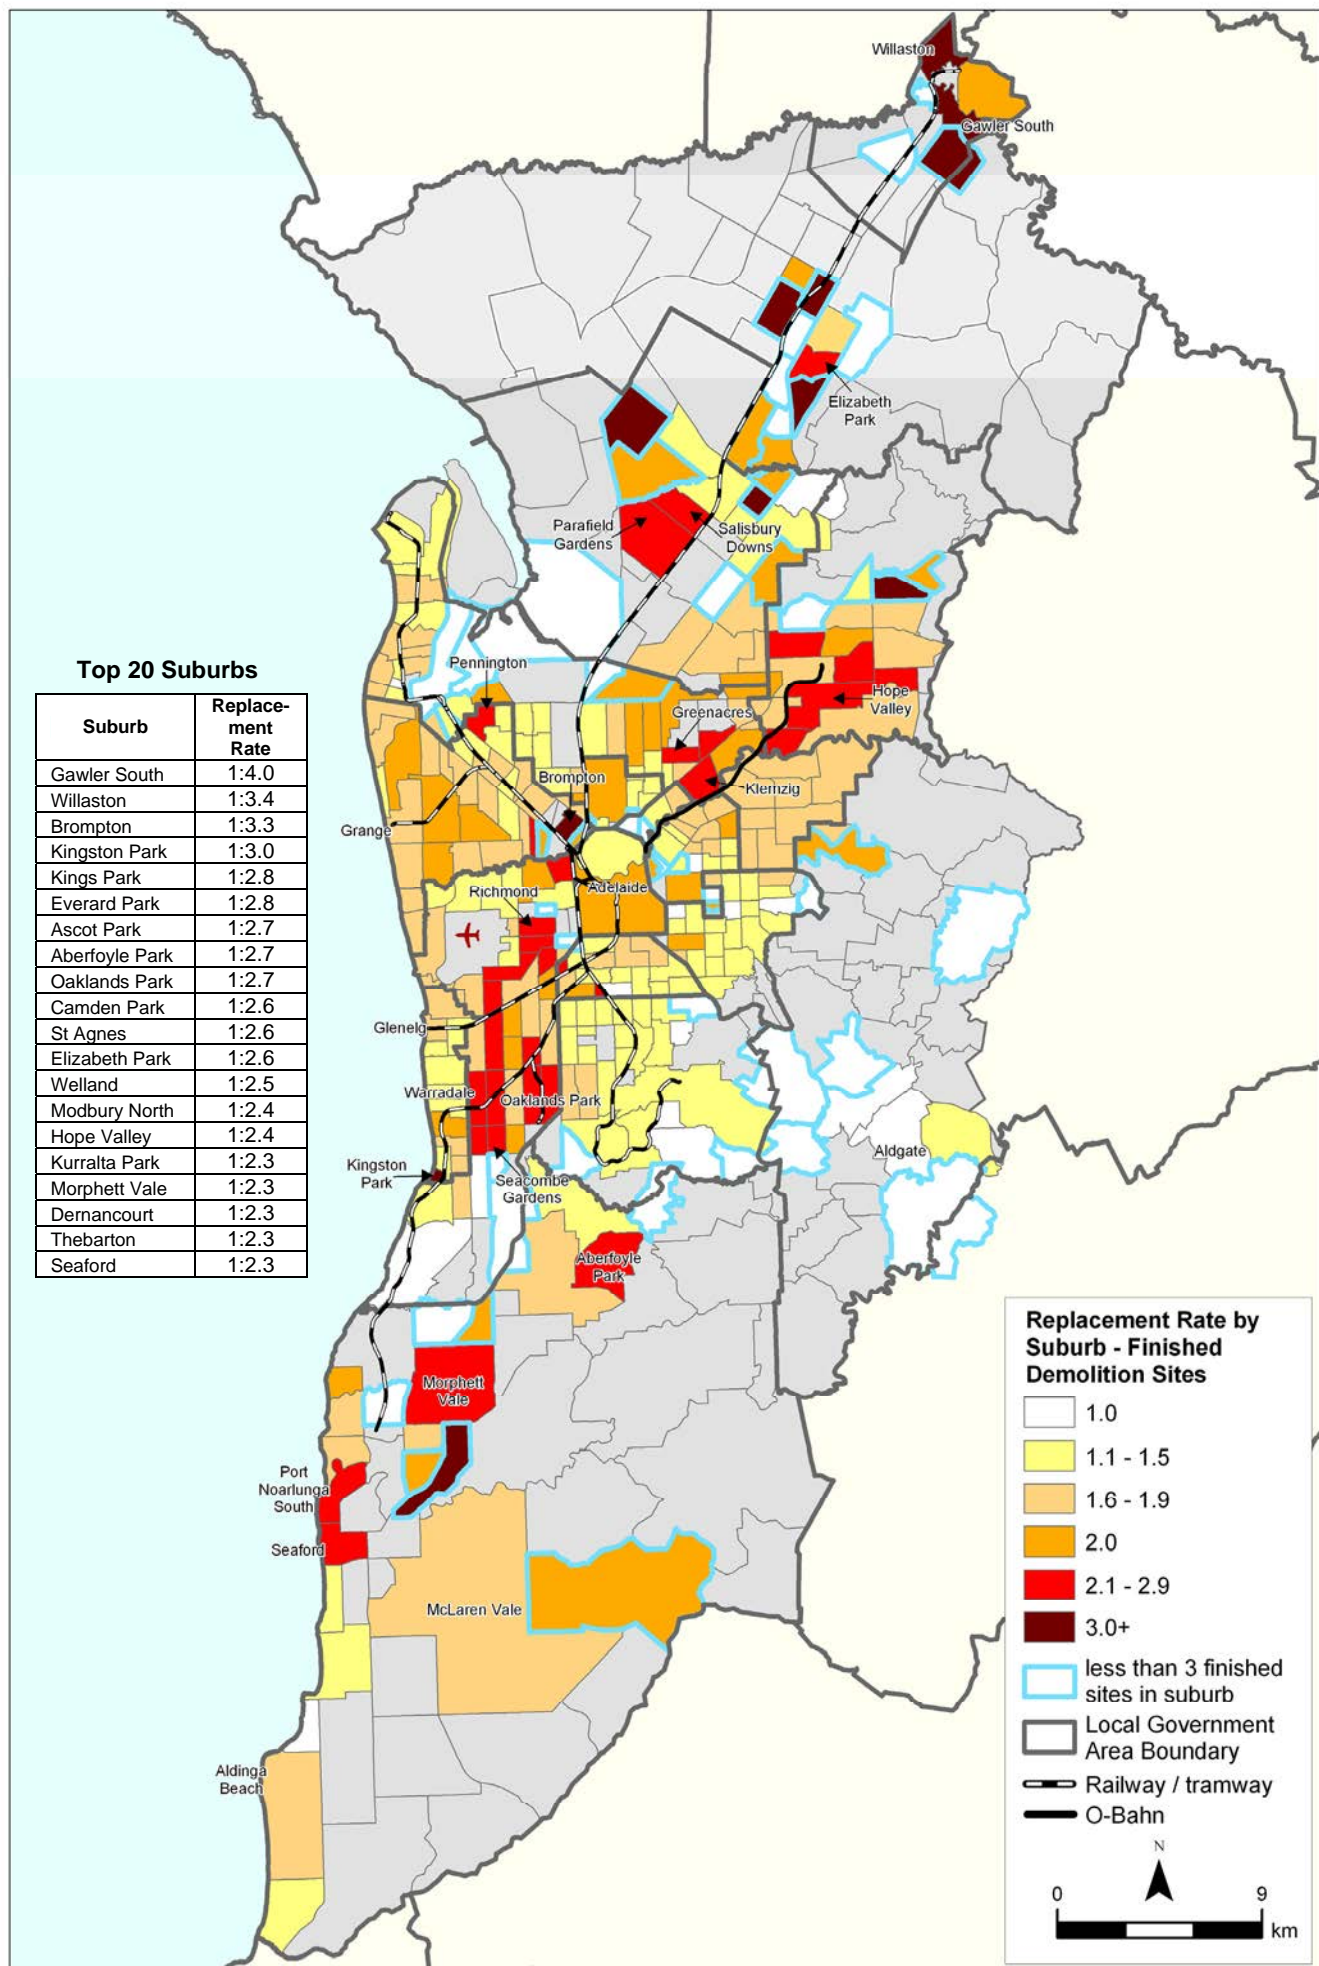 Willaston
Gawler South
Elizabeth
Park
Parafield
Gardens
Salisbury
Downs
Pennington
Hope
Valley
Greenacres
Brompton
Klemzig
Grange
Adelaide
Richmond
Glenelg
Warradale
Oaklands Park
Kingston
Park
Seacombe
Gardens
Aldgate
Aberfoyle
Park
Morphett
Vale
Port
Noarlunga
South
Seaford
McLaren Vale
Aldinga
Beach
Top 20 Suburbs
Suburb Replace-
ment
Rate
Gawler South 1:4.0
Willaston 1:3.4
Brompton 1:3.3
Kingston Park 1:3.0
Kings Park 1:2.8
Everard Park 1:2.8
Ascot Park 1:2.7
Aberfoyle Park 1:2.7
Oaklands Park 1:2.7
Camden Park 1:2.6
St Agnes 1:2.6
Elizabeth Park 1:2.6
Welland 1:2.5
Modbury North 1:2.4
Hope Valley 1:2.4
Kurralta Park 1:2.3
Morphett Vale 1:2.3
Dernancourt 1:2.3
Thebarton 1:2.3
Seaford 1:2.3
Replacement Rate by
Suburb - Finished
Demolition Sites
1.0
1.1 - 1.5
1.6 - 1.9
2.0
2.1 - 2.9
3.0+
less than 3 finished
sites in suburb
Local Government
Area Boundary
Railway / tramway
O-Bahn
N
0 9
km